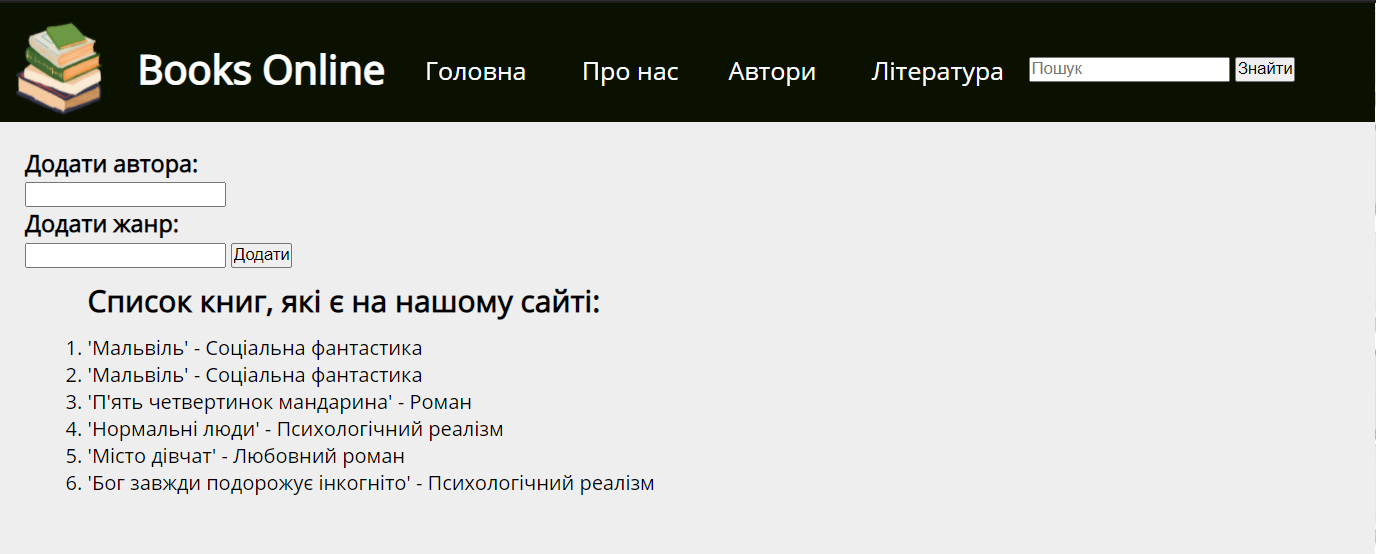 Books Online Головна Про нас Автори Література Пошук Знайти
Додати автора:
Додати жанр:
Додати
Список книг, які є на нашому сайті:
1. 'Мальвіль' - Соціальна фантастика
2. 'Мальвіль' - Соціальна фантастика
3. 'П'ять четвертинок мандарина' - Роман
4. 'Нормальні люди' - Психологічний реалізм
5. 'Місто дівчат' - Любовний роман
6. 'Бог завжди подорожує інкогніто' - Психологічний реалізм